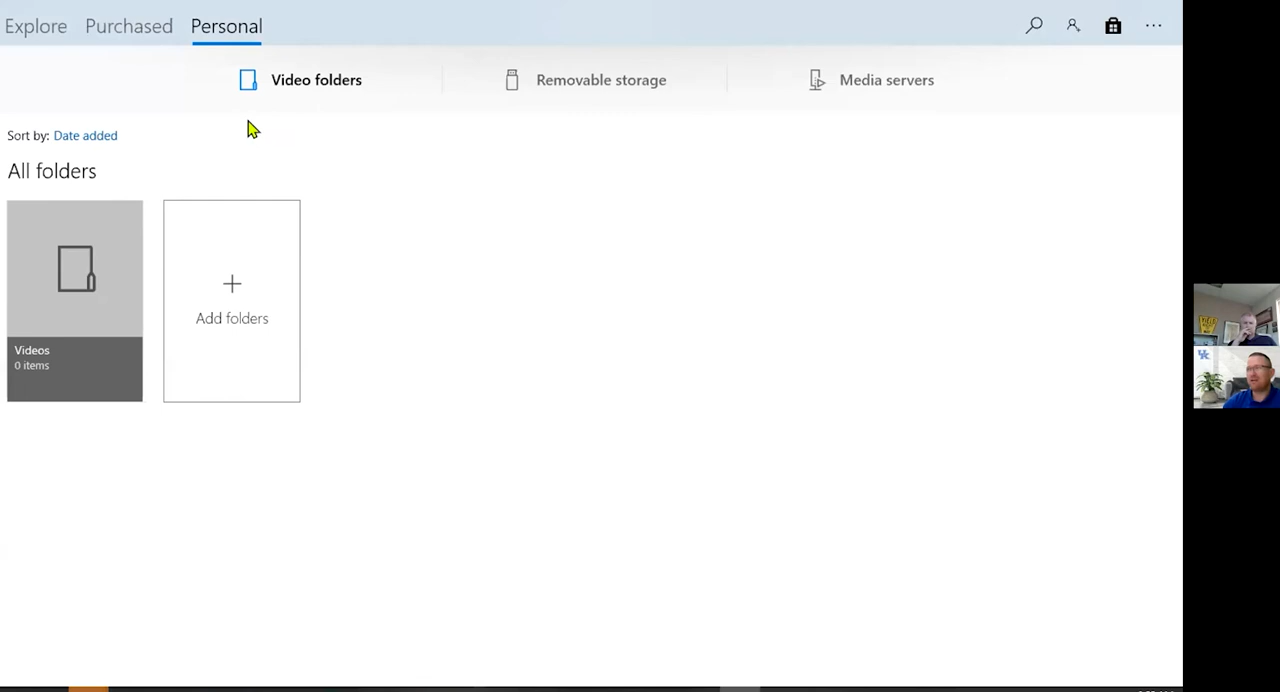 Explore Purchased Personal
Video folders Removable storage Media servers
Sort by: Date added
All folders
Videos
0 items
Add folders
UK